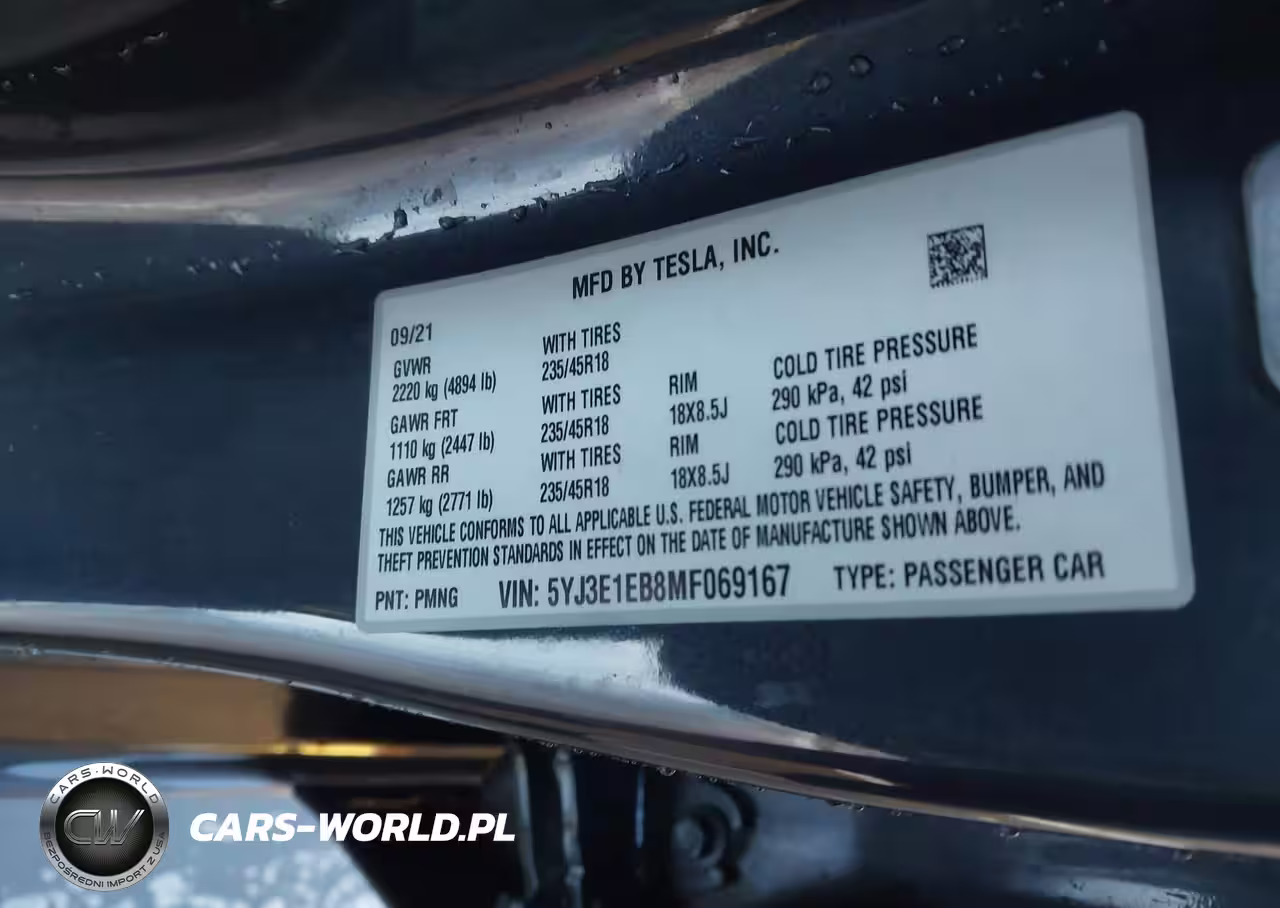 MFD BY TESLA, INC.
09/21
GVWR WITH TIRES
2220 kg (4894 lb) 235/45R18
GAWR FRT WITH TIRES RIM COLD TIRE PRESSURE
1110 kg (2447 lb) 235/45R18 18X8.5J 290 kPa, 42 psi
GAWR RR WITH TIRES RIM COLD TIRE PRESSURE
1257 kg (2771 lb) 235/45R18 18X8.5J 290 kPa, 42 psi
THIS VEHICLE CONFORMS TO ALL APPLICABLE U.S. FEDERAL MOTOR VEHICLE SAFETY, BUMPER, AND
THEFT PREVENTION STANDARDS IN EFFECT ON THE DATE OF MANUFACTURE SHOWN ABOVE.
PNT: PMNG VIN: 5YJ3E1EB8MF069167 TYPE: PASSENGER CAR
CARS-WORLD
CW
BEZPOŚREDNI IMPORT Z USA
CARS-WORLD.PL